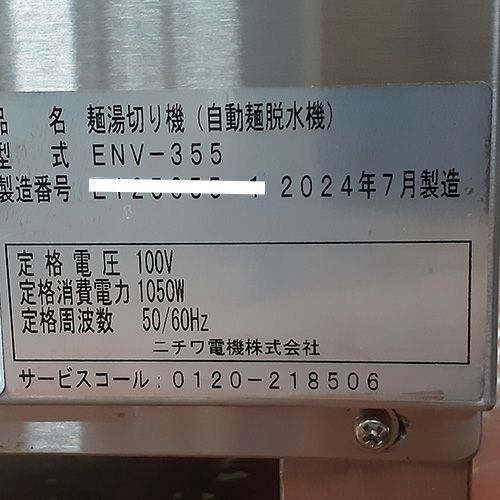 品 名 麺湯切り機(自動麺脱水機)
型 式 ENV-355
製造番号 2024年7月製造
定格電圧 100V
定格消費電力 1050W
定格周波数 50/60Hz
ニチワ電機株式会社
サービスコール:0120-218506